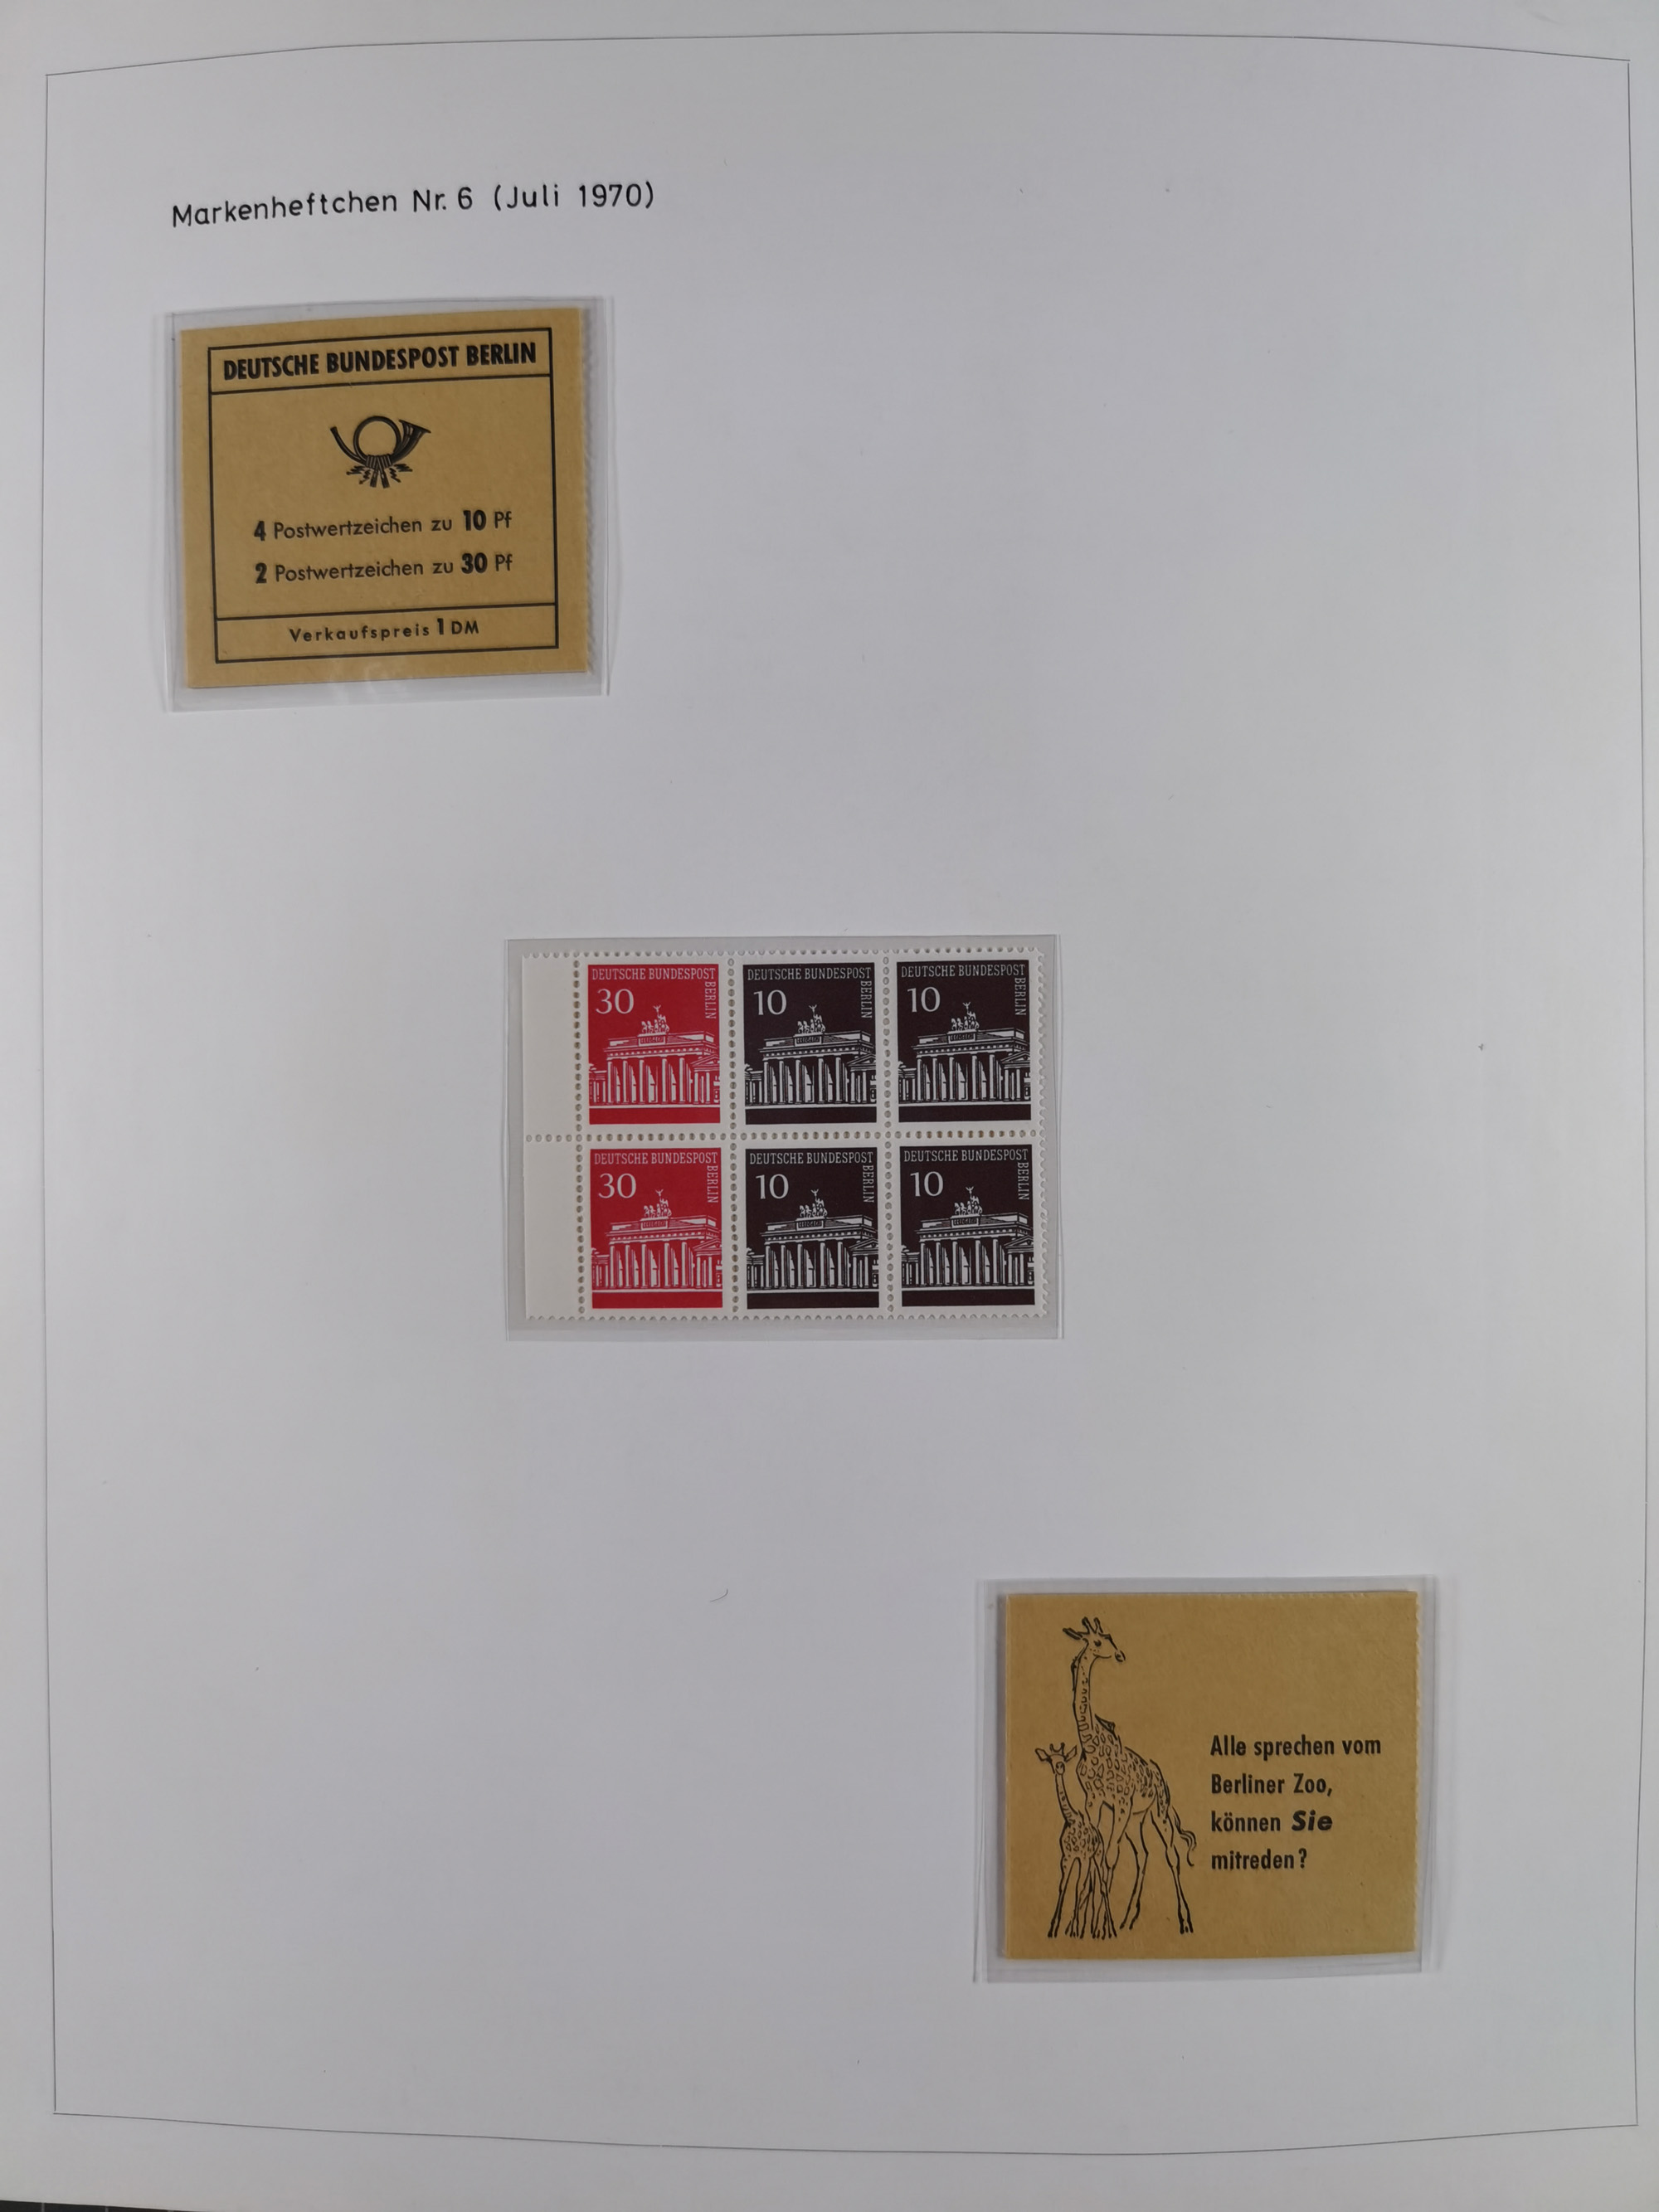 Markenheftchen Nr. 6 (Juli 1970)
DEUTSCHE BUNDESPOST BERLIN
4 Postwertzeichen zu 10 Pf
2 Postwertzeichen zu 30 Pf
Verkaufspreis 1 DM
DEUTSCHE BUNDESPOST
BERLIN
30
DEUTSCHE BUNDESPOST
BERLIN
10
DEUTSCHE BUNDESPOST
BERLIN
10
DEUTSCHE BUNDESPOST
BERLIN
30
DEUTSCHE BUNDESPOST
BERLIN
10
DEUTSCHE BUNDESPOST
BERLIN
10
Alle sprechen vom
Berliner Zoo,
können Sie
mitreden?